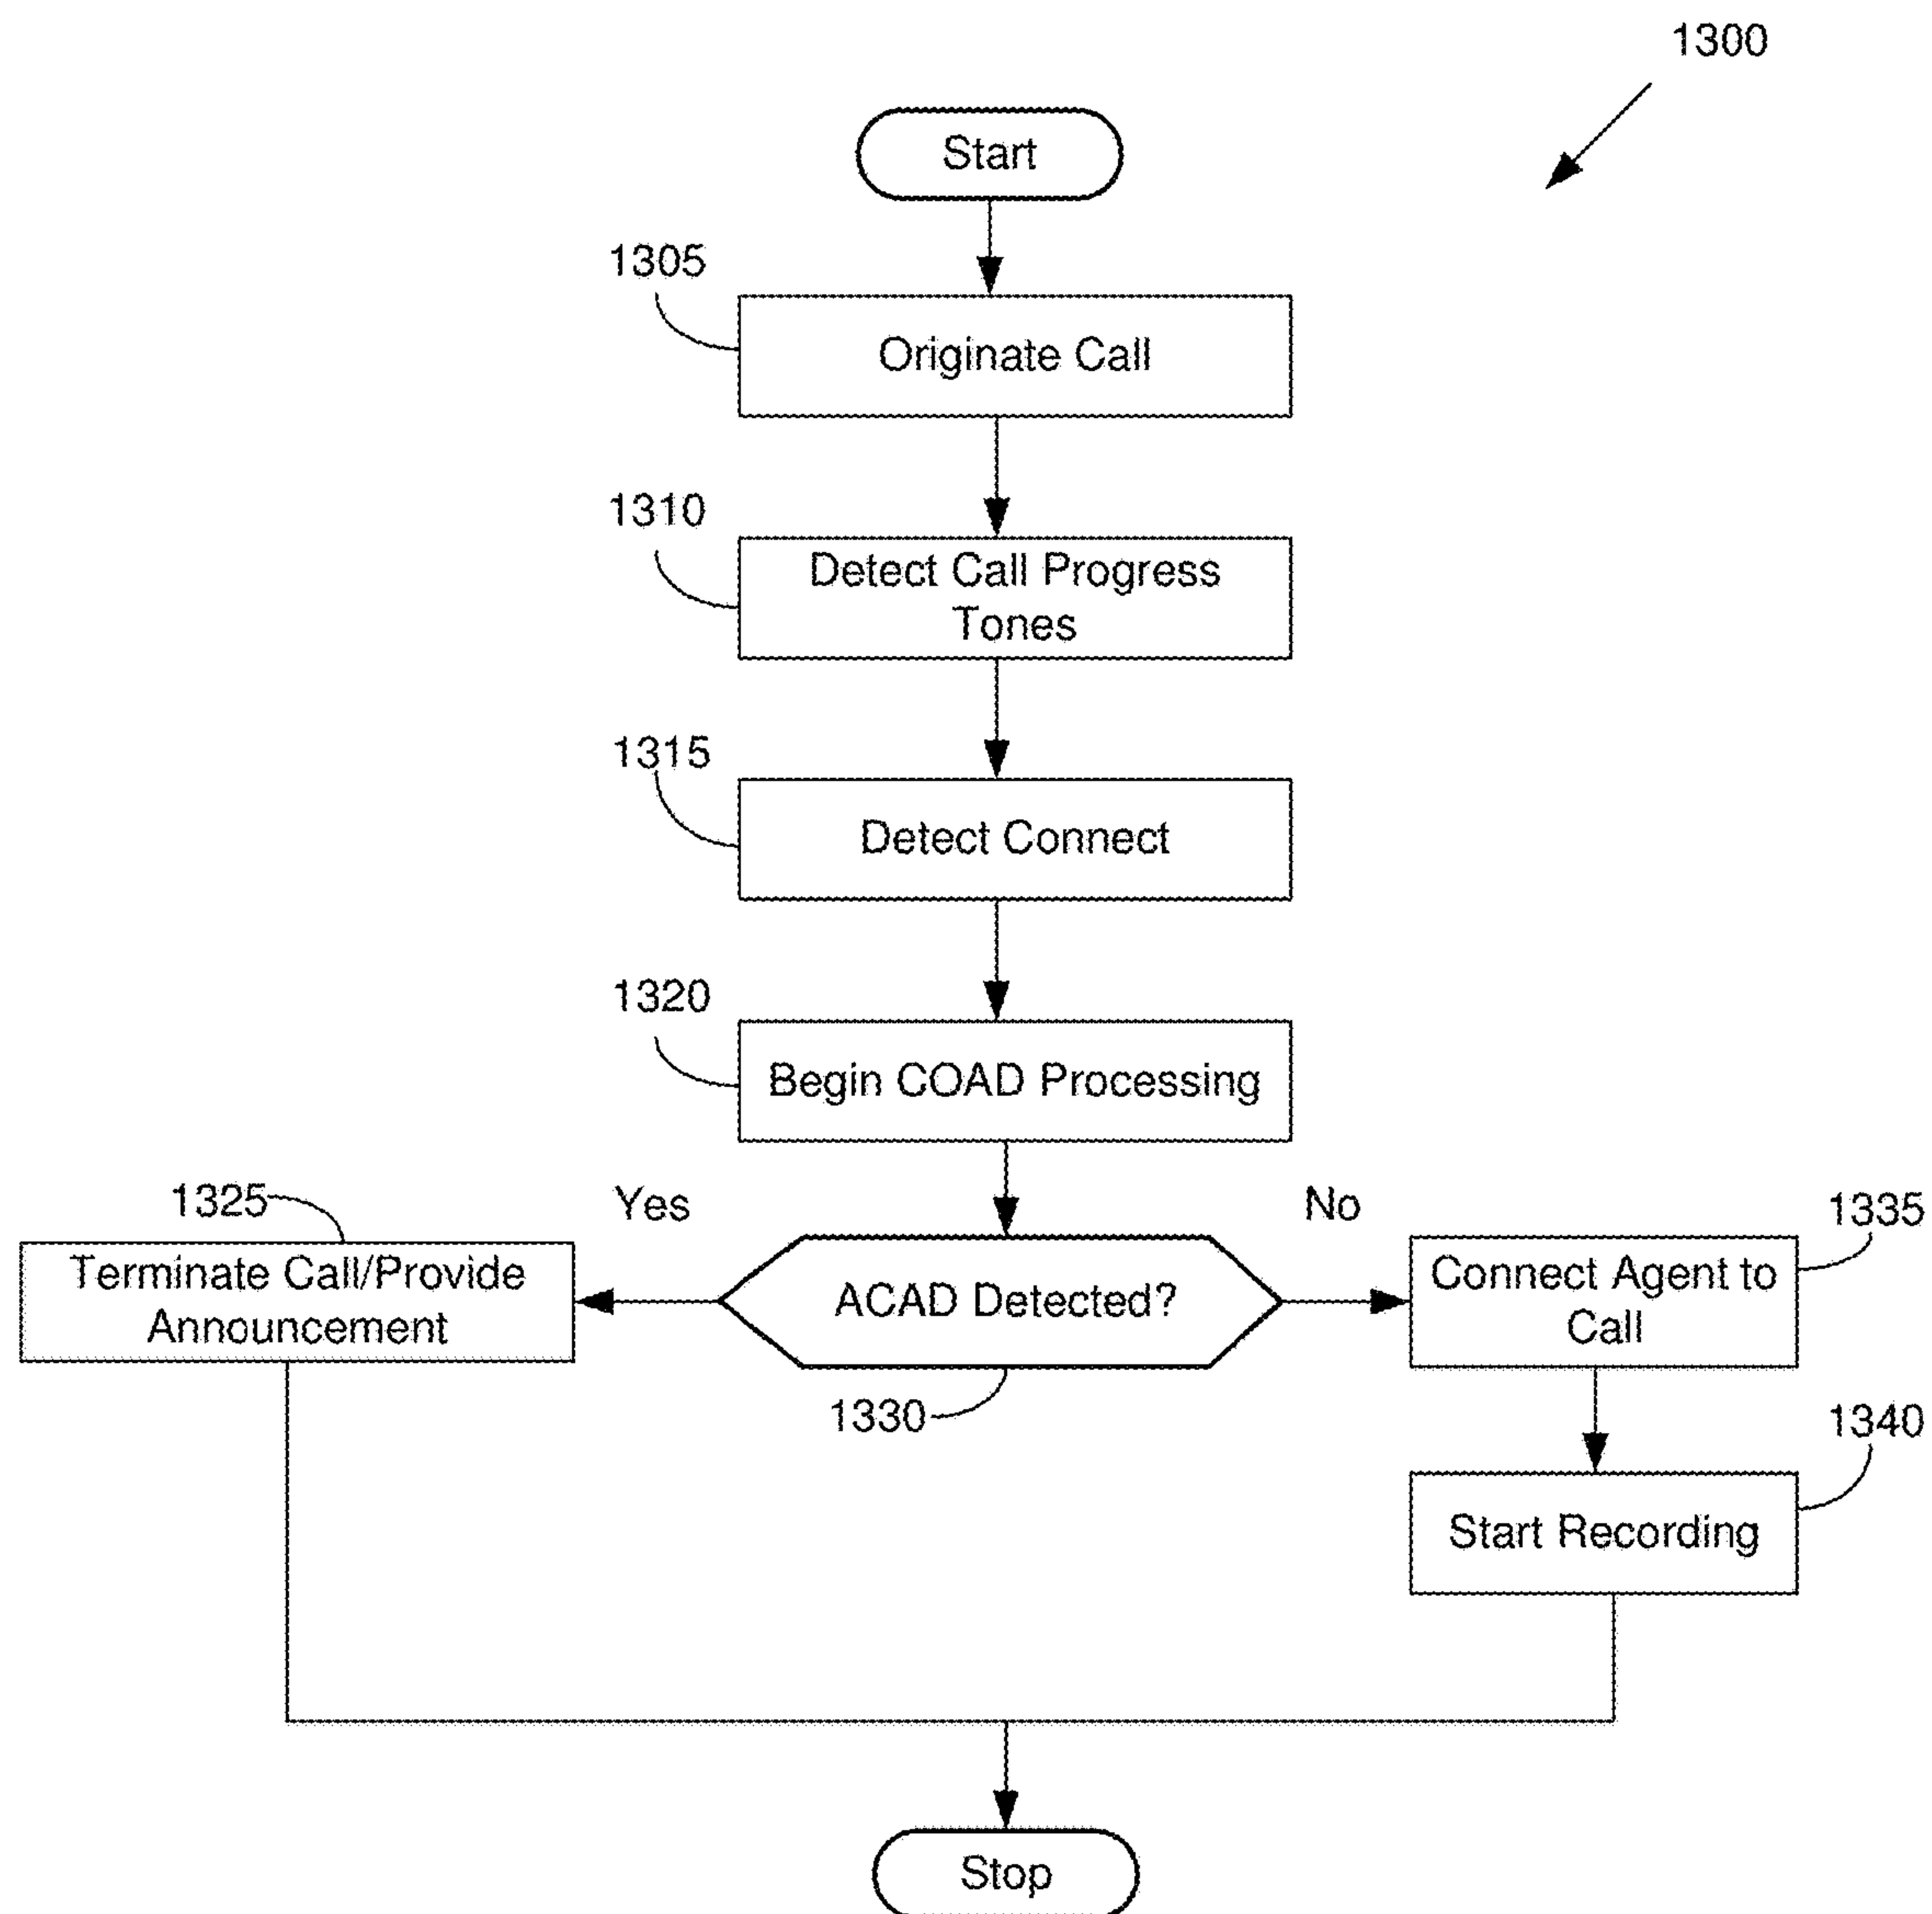 1300
Start
1305
Originate Call
1310
Detect Call Progress
Tones
1315
Detect Connect
1320
Begin COAD Processing
1325
Yes
No
1335
Terminate Call/Provide
Announcement
ACAD Detected?
Connect Agent to
Call
1330
1340
Start Recording
Stop